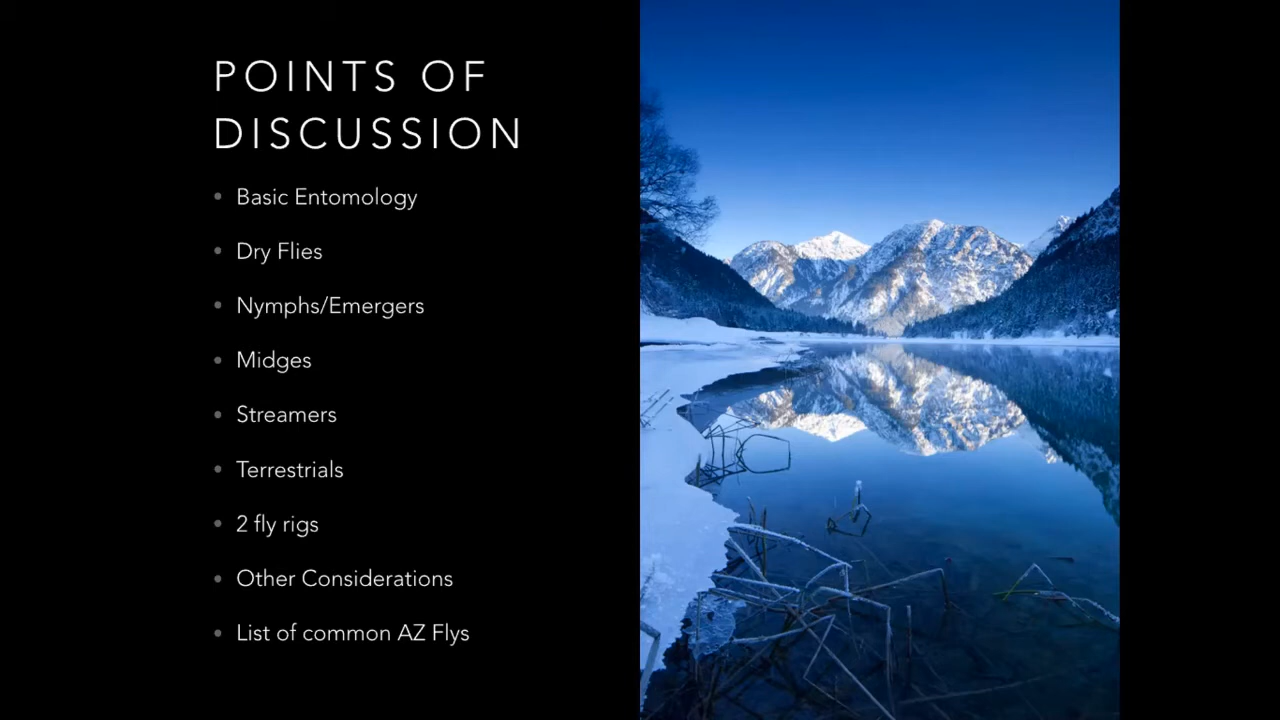 POINTS OF
DISCUSSION
Basic Entomology
Dry Flies
Nymphs/Emergers
Midges
Streamers
Terrestrials
2 fly rigs
Other Considerations
List of common AZ Flys